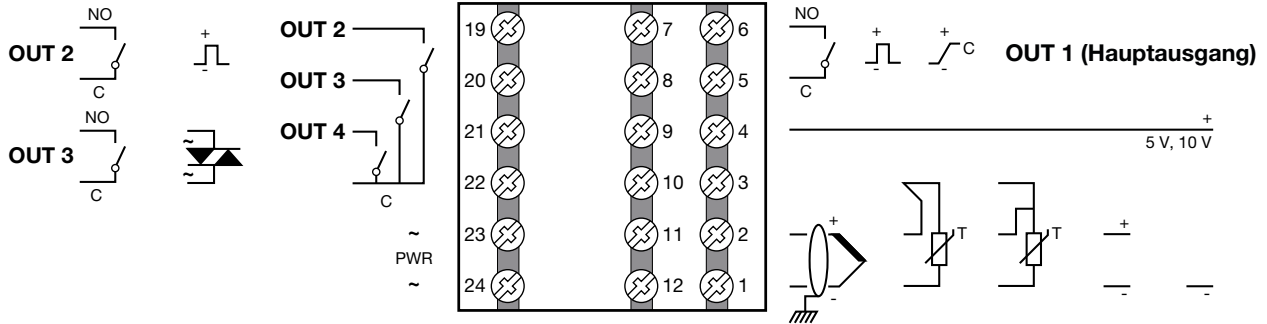 NO
OUT 2
+
-
C
NO
OUT 3
~
~
C
OUT 2
OUT 3
OUT 4
C
~
PWR
~
19 7 6
20 8 5
21 9 4
22 10 3
23 11 2
24 12 1
NO
C
+
-
+
-
C
OUT 1 (Hauptausgang)
+
5 V, 10 V
+
-
T
T
+
-
-